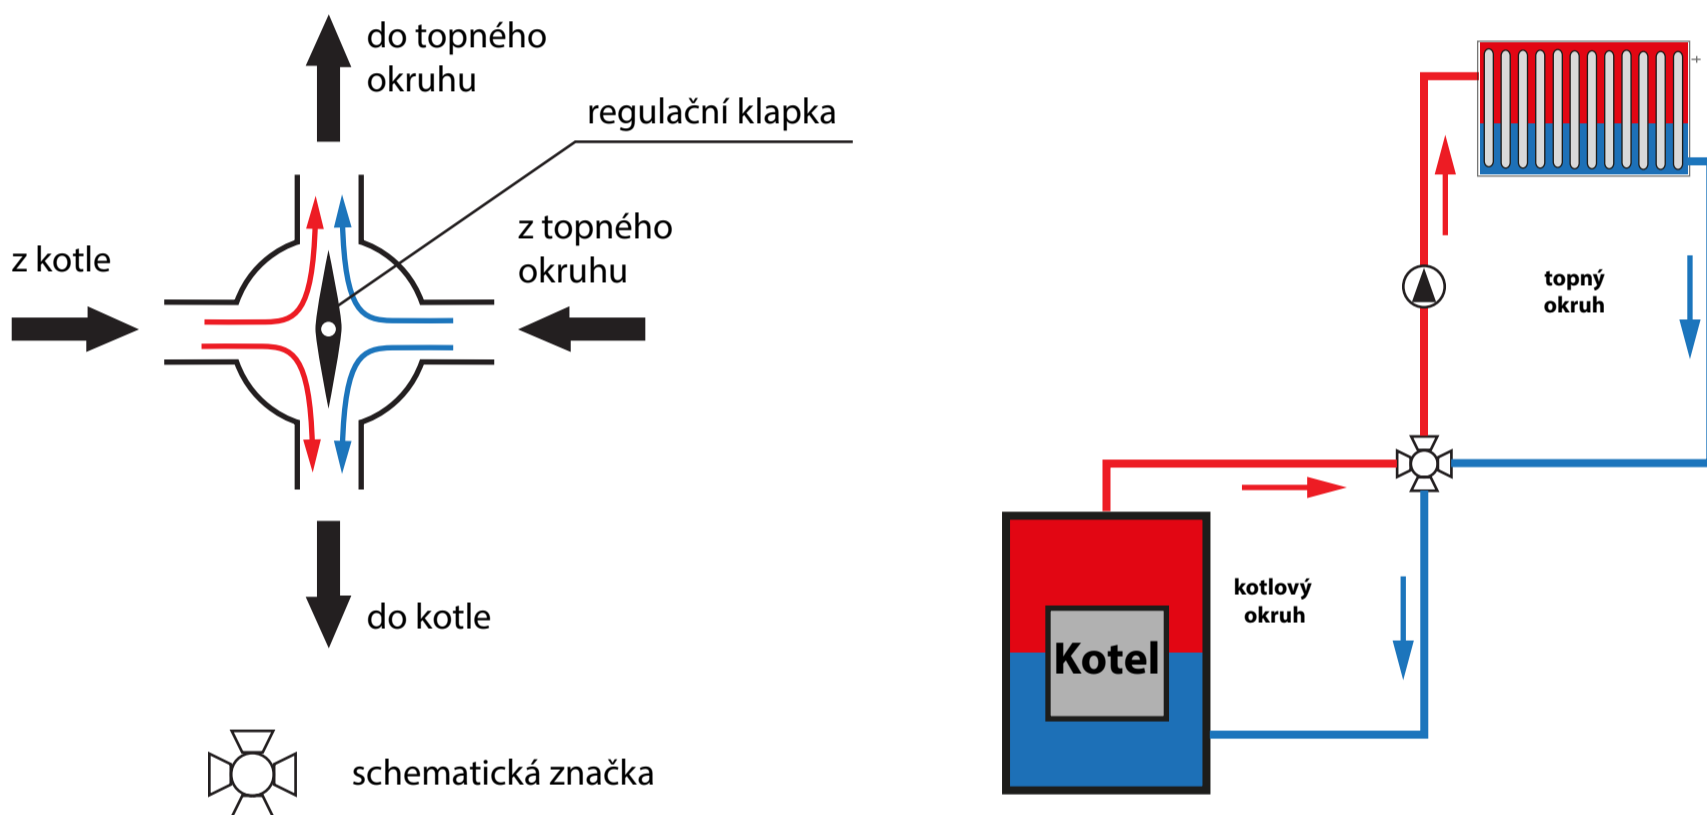 do topného
okruhu
regulační klapka
z topného
okruhu
z kotle
do kotle
schematická značka
topný
okruh
kotlový
okruh
Kotel